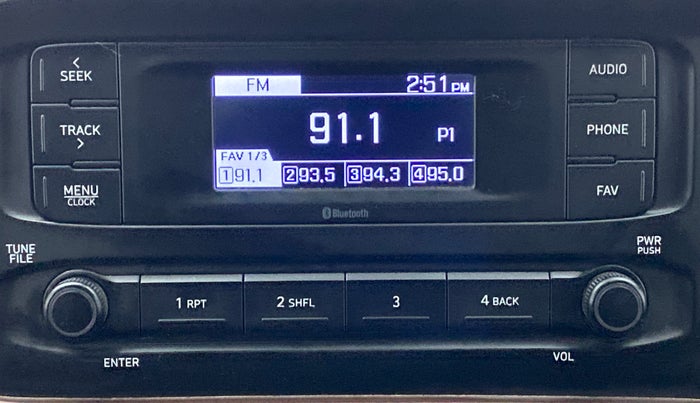 < SEEK
TRACK >
MENU
CLOCK
FM 2:51 PM
91.1 P1
FAV 1/3
1 91.1 2 93.5 3 94.3 4 95.0
Bluetooth
AUDIO
PHONE
FAV
TUNE
FILE
PWR
PUSH
1 RPT
2 SHFL
3
4 BACK
ENTER
VOL